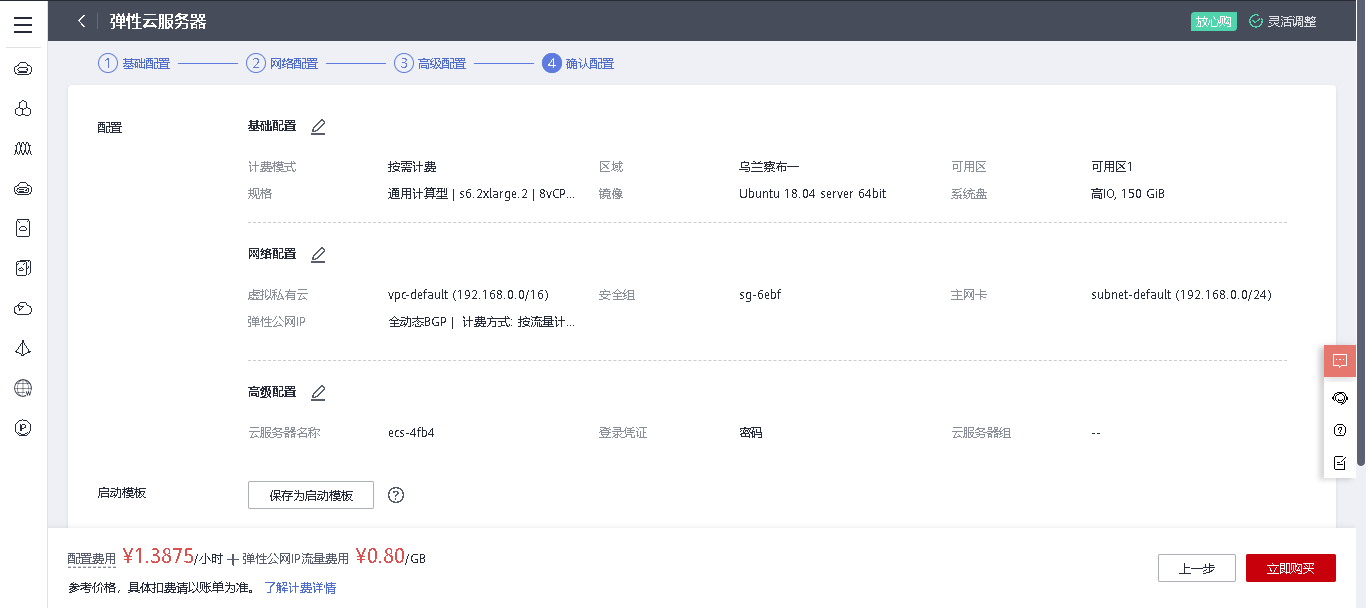 弹性云服务器 放心购 灵活调整
1 基础配置 2 网络配置 3 高级配置 4 确认配置
配置 基础配置
计费模式 按需计费 区域 乌兰察布一 可用区 可用区1
规格 通用计算型 | s6.2xlarge.2 | 8vCP... 镜像 Ubuntu 18.04 server 64bit 系统盘 高IO, 150 GiB
网络配置
虚拟私有云 vpc-default (192.168.0.0/16) 安全组 sg-6ebf 主网卡 subnet-default (192.168.0.0/24)
弹性公网IP 全动态BGP | 计费方式: 按流量计...
高级配置
云服务器名称 ecs-4fb4 登录凭证 密码 云服务器组 --
启动模板 保存为启动模板 ?
配置费用 ¥1.3875/小时 + 弹性公网IP流量费用 ¥0.80/GB
参考价格，具体扣费请以账单为准。 了解计费详情
上一步 立即购买